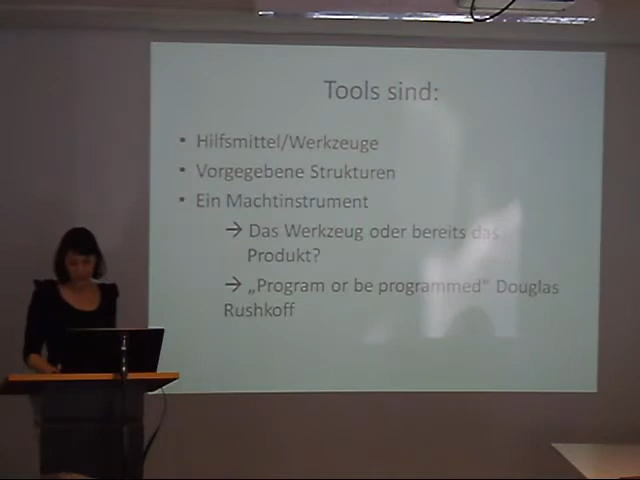 Tools sind:
• Hilfsmittel/Werkzeuge
• Vorgegebene Strukturen
• Ein Machtinstrument
→ Das Werkzeug oder bereits das
Produkt?
→ „Program or be programmed“ Douglas
Rushkoff